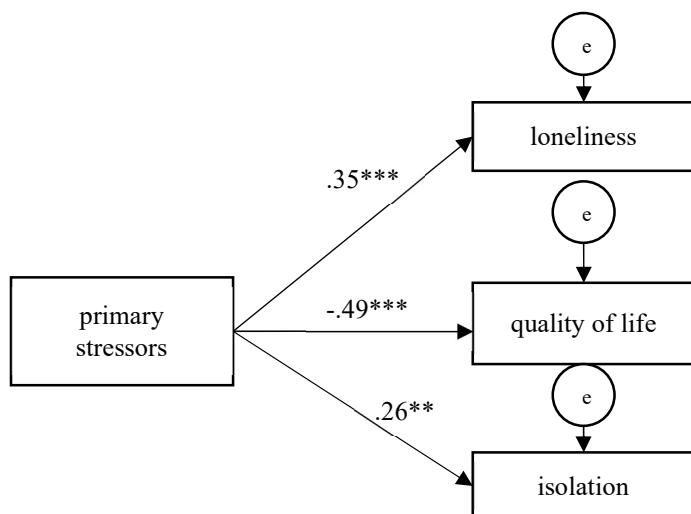 e
loneliness
.35***
e
primary
stressors
-.49***
quality of life
e
.26**
isolation